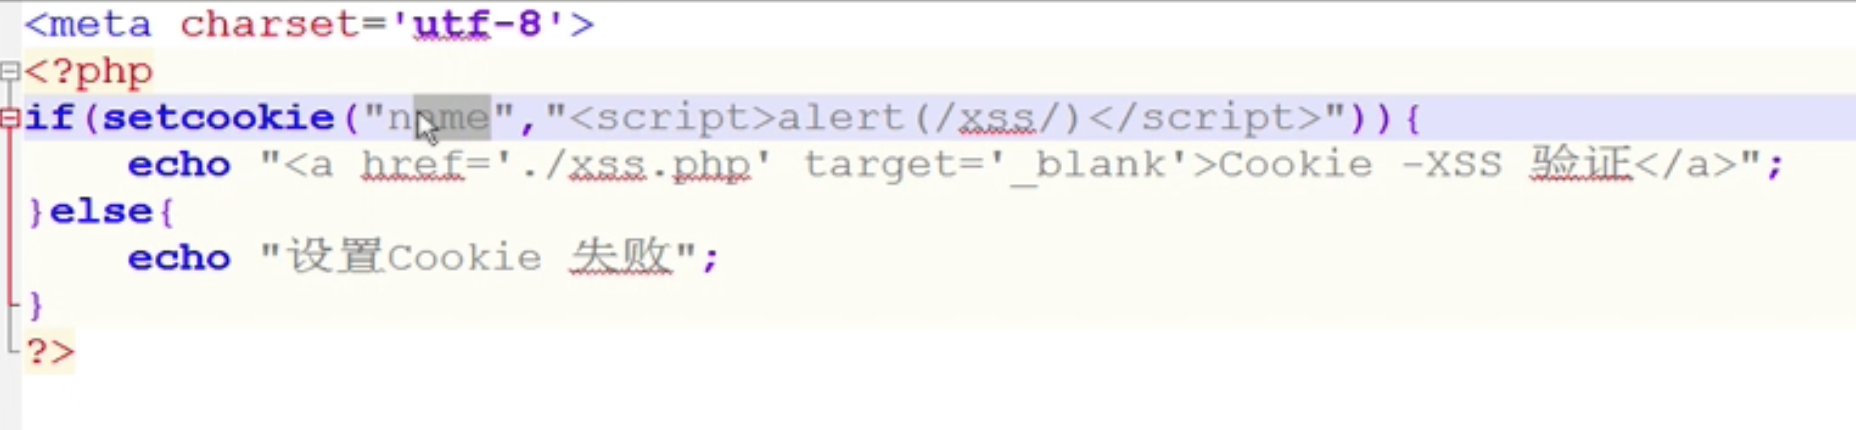 <meta charset='utf-8'>
<?php
if(setcookie("name","<script>alert(/xss/)</script>")){
    echo "<a href='./xss.php' target='_blank'>Cookie -XSS 验证</a>";
}else{
    echo "设置Cookie 失败";
}
?>